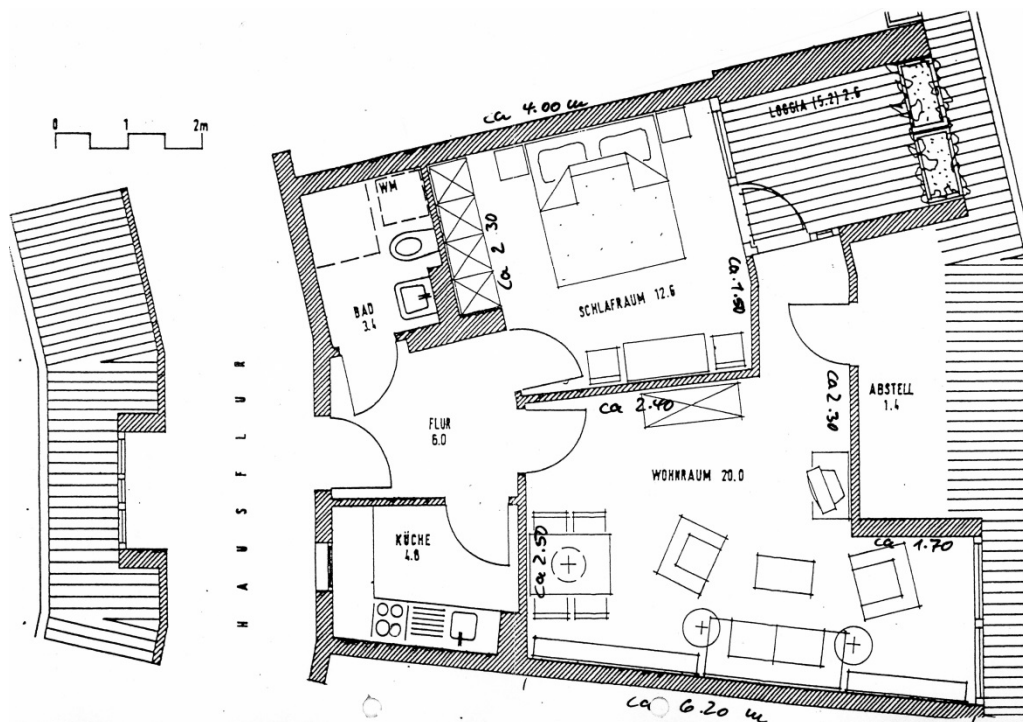 ca 4.00 m
LOGGIA (5.2) 2.6
0 1 2m
WM
ca 2.30
ca 1.50
SCHLAFRAUM 12.6
BAD
3.4
HAUSFLUR
FLUR
6.0
ca 2.40
ca 2.30
ABSTELL
1.4
WOHNRAUM 20.0
KÜCHE
4.8
ca 2.50
ca 1.70
ca 6.20 m